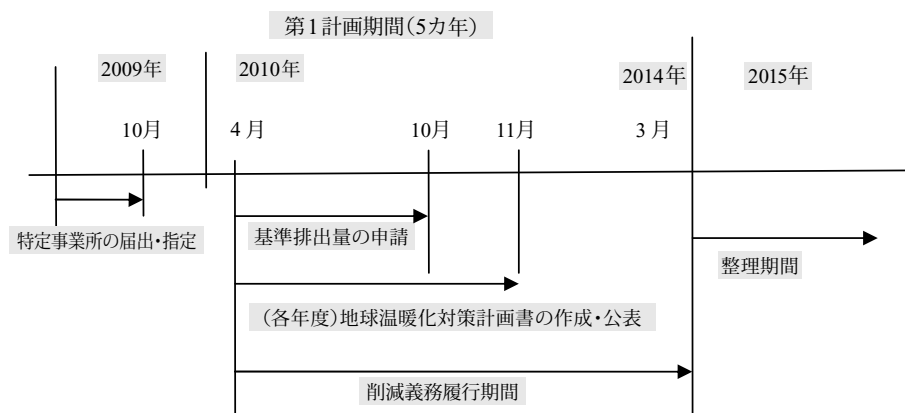 第1計画期間(5カ年)
2009年
2010年
2014年
2015年
10月
4月
10月
11月
3月
特定事業所の届出・指定
基準排出量の申請
整理期間
(各年度)地球温暖化対策計画書の作成・公表
削減義務履行期間